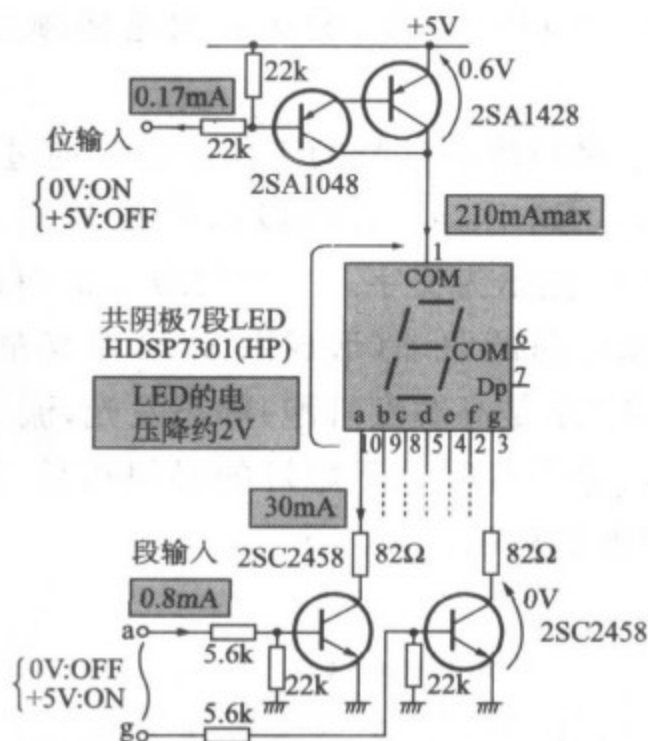 +5V
22k
0.6V
0.17mA
2SA1428
位输入
22k
2SA1048
0V:ON
+5V:OFF
210mAmax
1
COM
共阴极7段LED
HDSP7301(HP)
COM 6
Dp 7
LED的电
压降约2V
a b c d e f g
10 9 8 5 4 2 3
30mA
段输入
2SC2458
82Ω
82Ω
0.8mA
0V
2SC2458
a
5.6k
22k
22k
0V:OFF
+5V:ON
5.6k
g